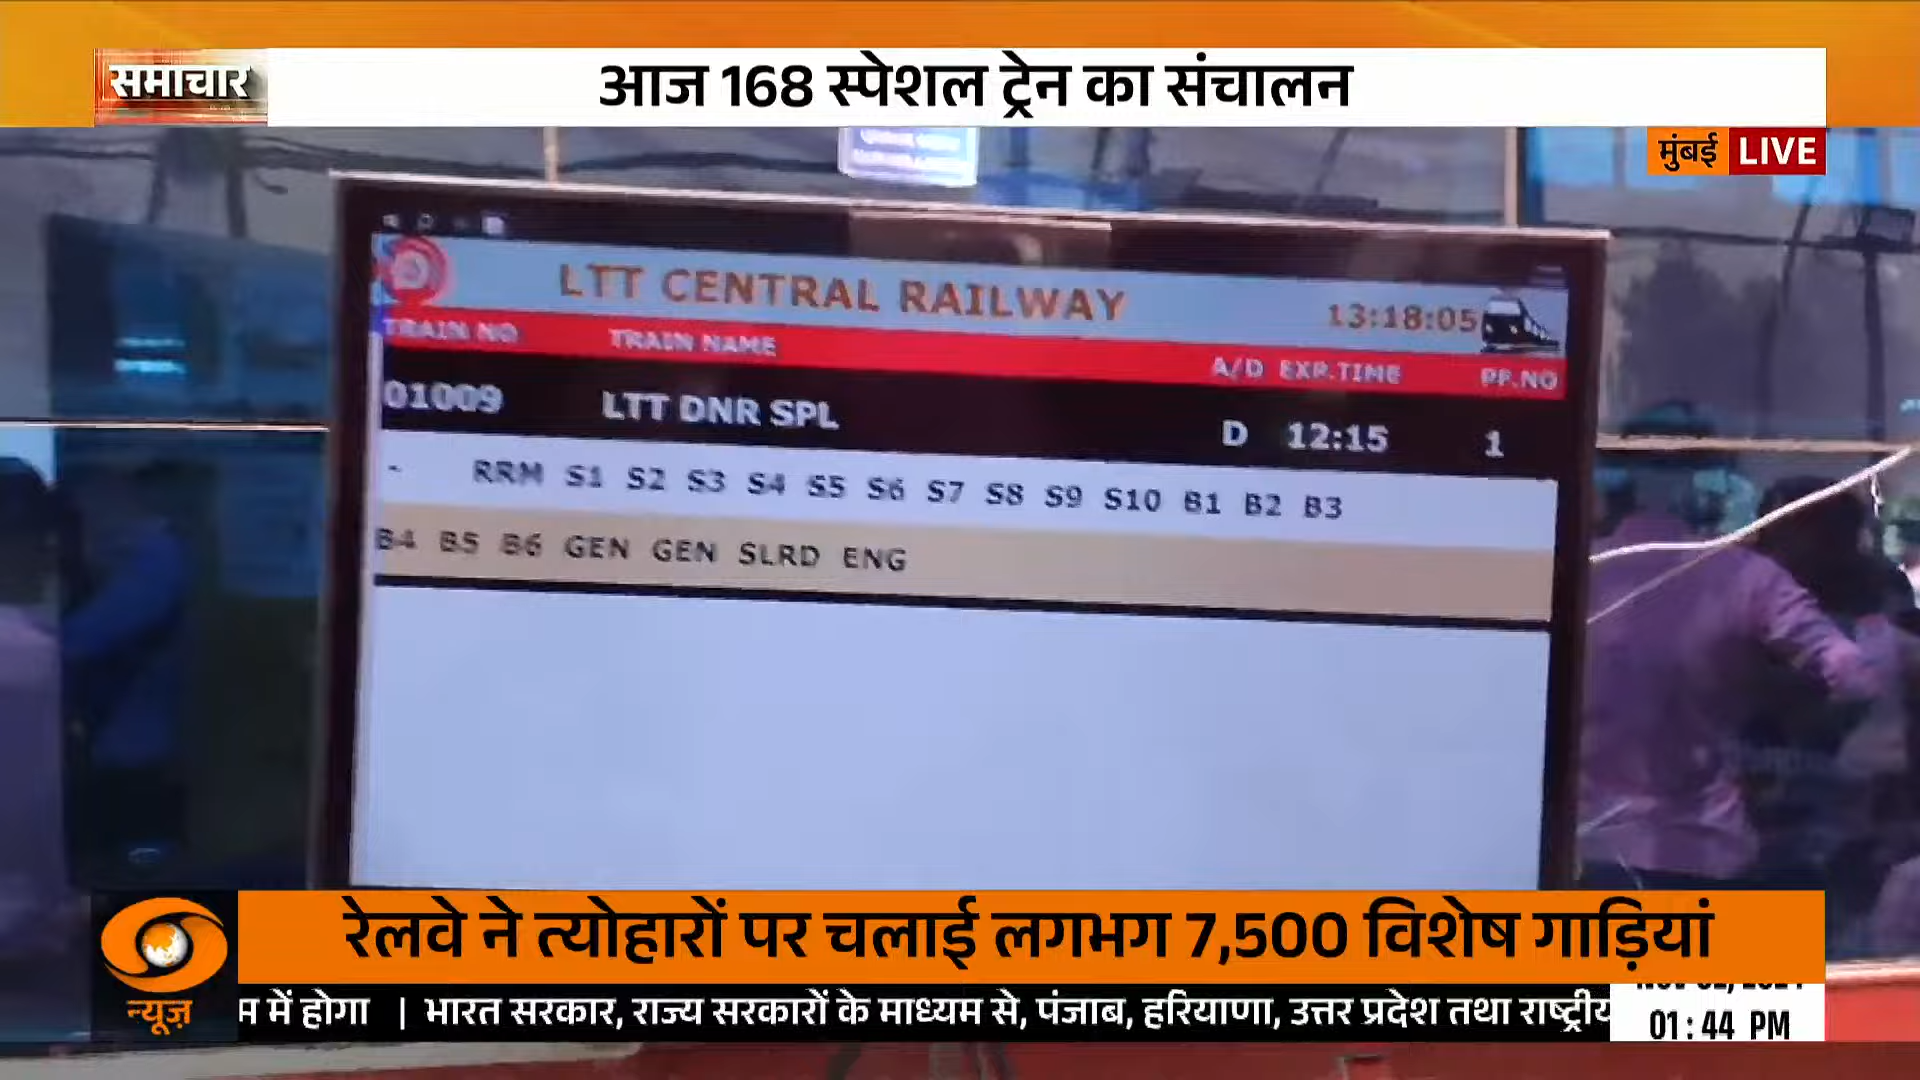 समाचार
आज 168 स्पेशल ट्रेन का संचालन
मुंबई LIVE
LTT CENTRAL RAILWAY 13:18:05
TRAIN NO TRAIN NAME A/D EXP.TIME PF.NO
01009 LTT DNR SPL D 12:15 1
- RRM S1 S2 S3 S4 S5 S6 S7 S8 S9 S10 B1 B2 B3
B4 B5 B6 GEN GEN SLRD ENG
रेलवे ने त्योहारों पर चलाई लगभग 7,500 विशेष गाड़ियां
न्यूज़
म में होगा | भारत सरकार, राज्य सरकारों के माध्यम से, पंजाब, हरियाणा, उत्तर प्रदेश तथा राष्ट्रीय
01:44 PM